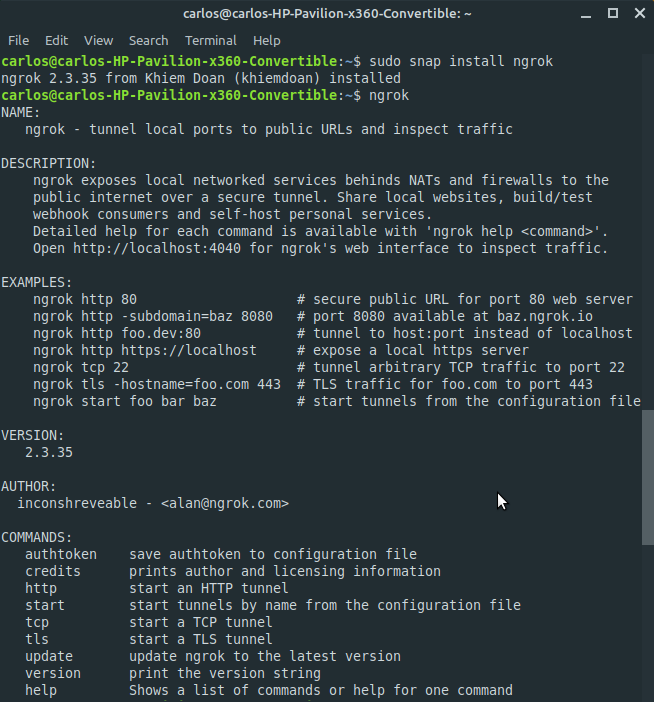 carlos@carlos-HP-Pavilion-x360-Convertible: ~
File Edit View Search Terminal Help
carlos@carlos-HP-Pavilion-x360-Convertible:~$ sudo snap install ngrok
ngrok 2.3.35 from Khiem Doan (khiemdoan) installed
carlos@carlos-HP-Pavilion-x360-Convertible:~$ ngrok
NAME:
   ngrok - tunnel local ports to public URLs and inspect traffic

DESCRIPTION:
    ngrok exposes local networked services behinds NATs and firewalls to the
    public internet over a secure tunnel. Share local websites, build/test
    webhook consumers and self-host personal services.
    Detailed help for each command is available with 'ngrok help <command>'.
    Open http://localhost:4040 for ngrok's web interface to inspect traffic.

EXAMPLES:
    ngrok http 80                    # secure public URL for port 80 web server
    ngrok http -subdomain=baz 8080   # port 8080 available at baz.ngrok.io
    ngrok http foo.dev:80            # tunnel to host:port instead of localhost
    ngrok http https://localhost     # expose a local https server
    ngrok tcp 22                     # tunnel arbitrary TCP traffic to port 22
    ngrok tls -hostname=foo.com 443  # TLS traffic for foo.com to port 443
    ngrok start foo bar baz          # start tunnels from the configuration file

VERSION:
   2.3.35

AUTHOR:
  inconshreveable - <alan@ngrok.com>

COMMANDS:
   authtoken    save authtoken to configuration file
   credits      prints author and licensing information
   http         start an HTTP tunnel
   start        start tunnels by name from the configuration file
   tcp          start a TCP tunnel
   tls          start a TLS tunnel
   update       update ngrok to the latest version
   version      print the version string
   help         Shows a list of commands or help for one command